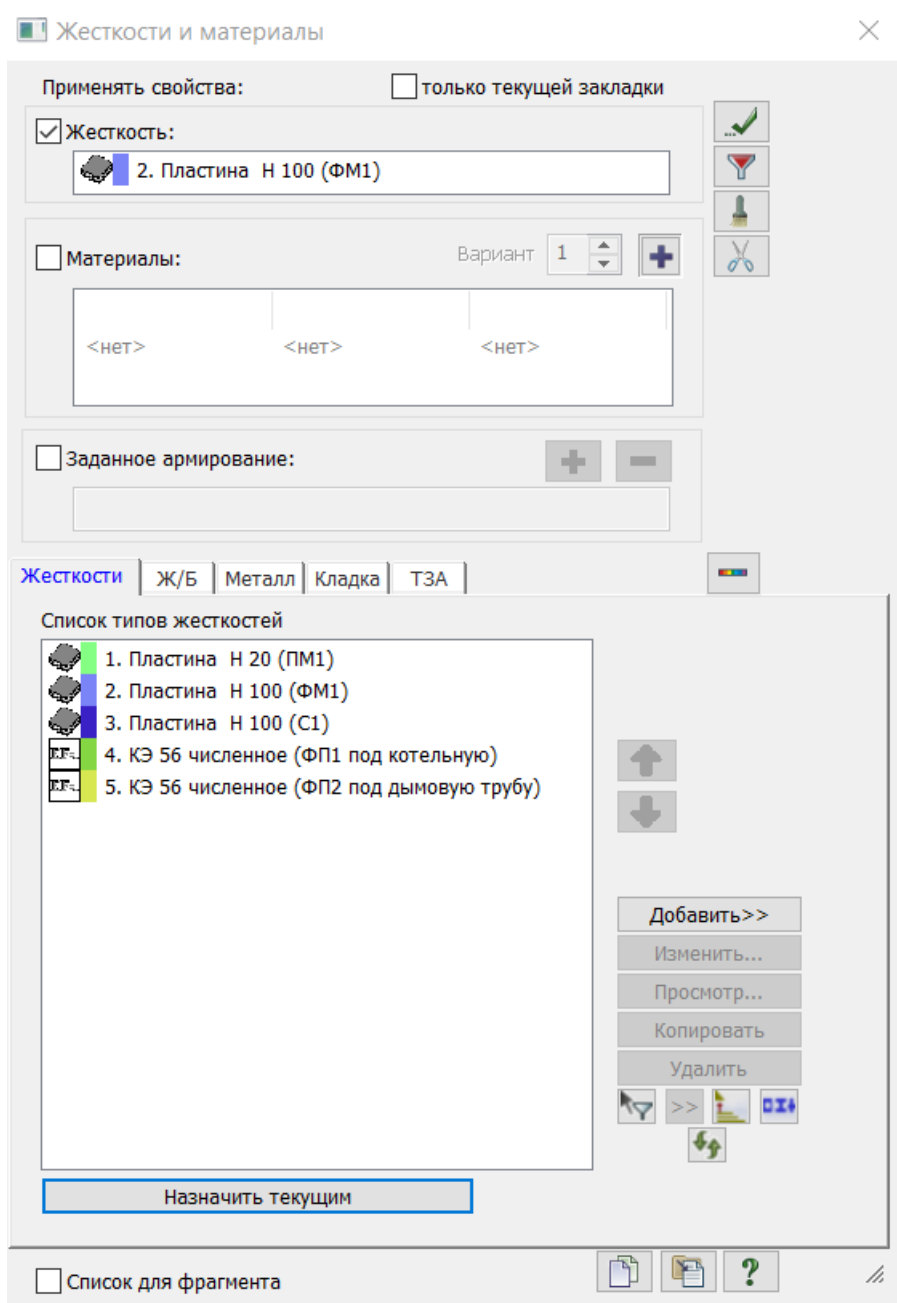 Жесткости и материалы
Применять свойства: только текущей закладки
Жесткость:
2. Пластина H 100 (ФМ1)
Материалы: Вариант 1
<нет> <нет> <нет>
Заданное армирование:
Жесткости Ж/Б Металл Кладка ТЗА
Список типов жесткостей
1. Пластина H 20 (ПМ1)
2. Пластина H 100 (ФМ1)
3. Пластина H 100 (С1)
4. КЭ 56 численное (ФП1 под котельную)
5. КЭ 56 численное (ФП2 под дымовую трубу)
Добавить>>
Изменить...
Просмотр...
Копировать
Удалить
>>
Назначить текущим
Список для фрагмента
?